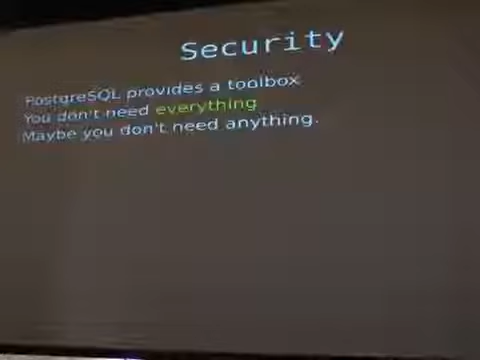 Security
PostgreSQL provides a toolbox
You don't need everything
Maybe you don't need anything.